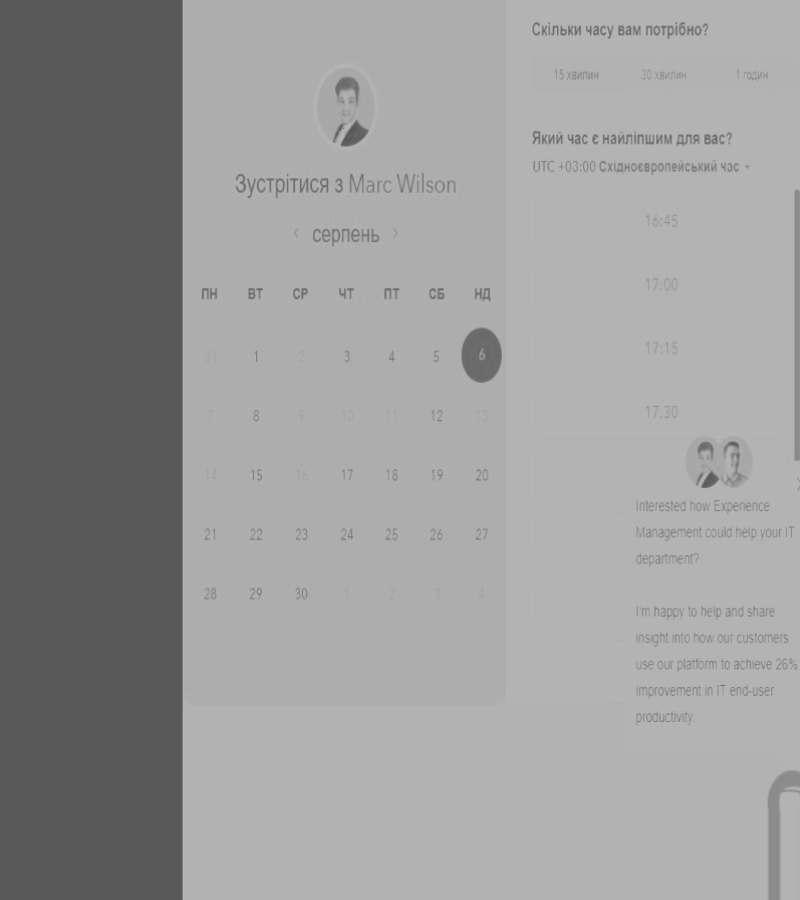 Зустрітися з Marc Wilson
серпень
ПН ВТ СР ЧТ ПТ СБ НД
31 1 2 3 4 5 6
7 8 9 10 11 12 13
14 15 16 17 18 19 20
21 22 23 24 25 26 27
28 29 30 1 2 3 4
Скільки часу вам потрібно?
15 хвилин 30 хвилин 1 годин
Який час є найліпшим для вас?
UTC +03:00 Східноєвропейський час
16:45
17:00
17:15
17:30
Interested how Experience
Management could help your IT
department?
I'm happy to help and share
insight into how our customers
use our platform to achieve 26%
improvement in IT end-user
productivity.